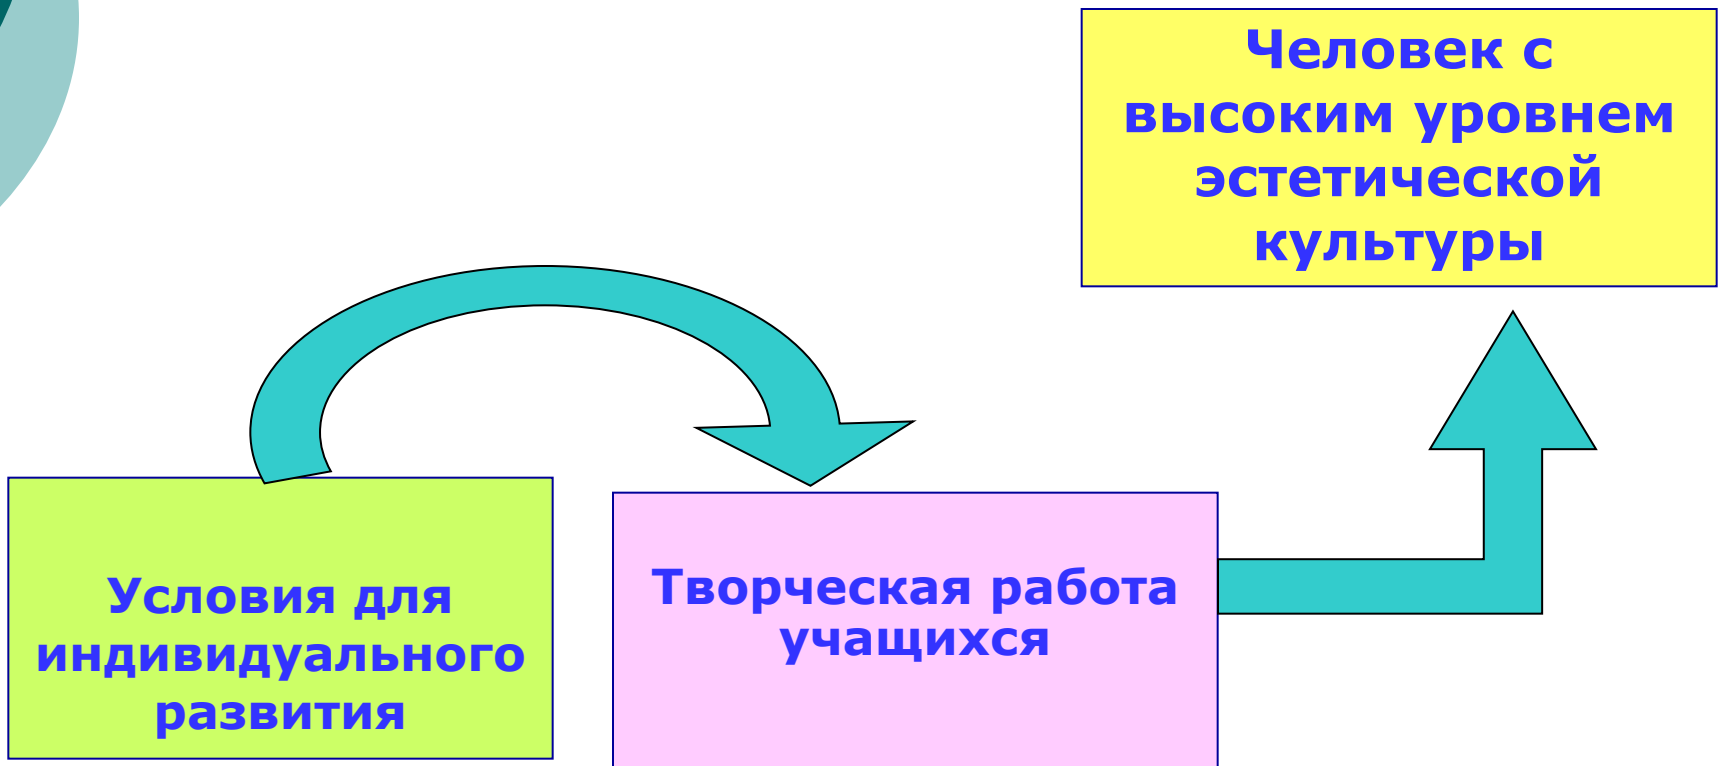 Человек с
высоким уровнем
эстетической
культуры
Условия для
индивидуального
развития
Творческая работа
учащихся